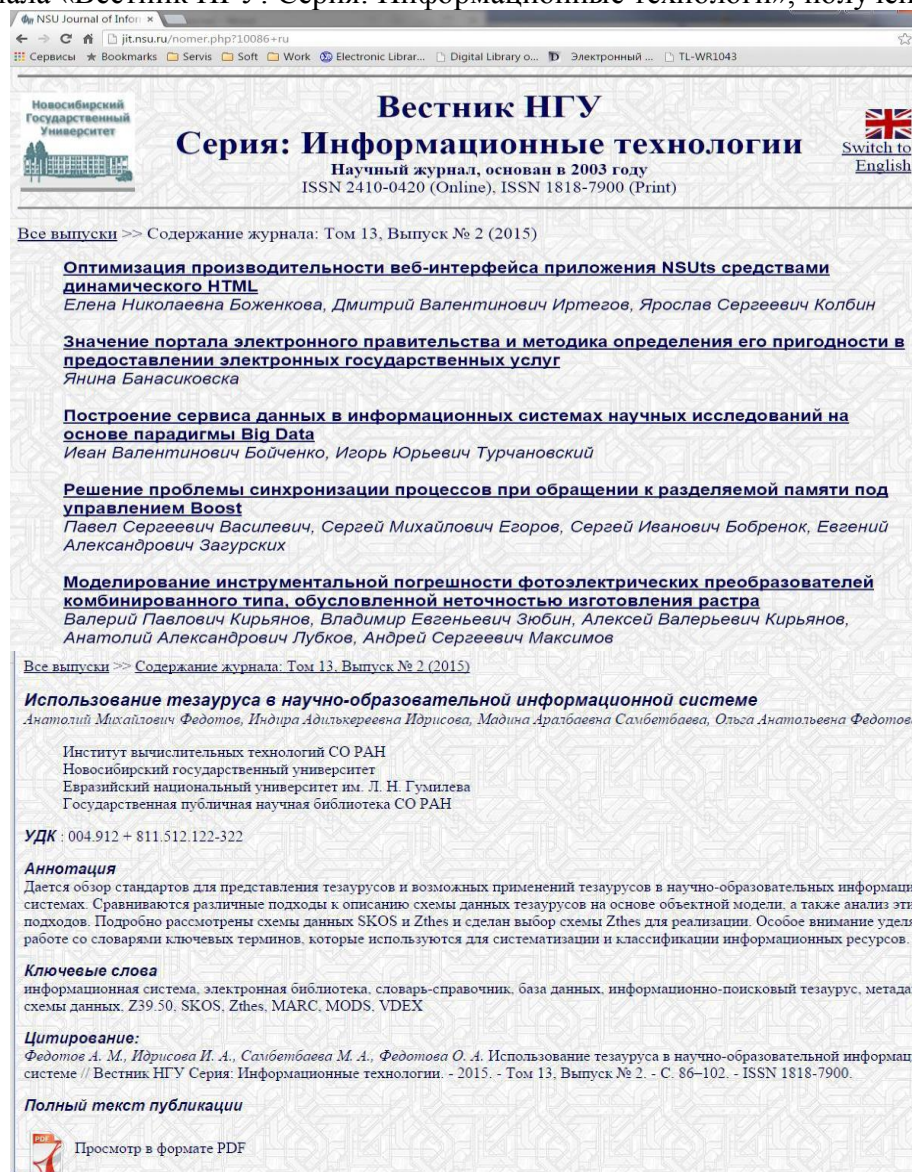 нала «Вестник НГУ. Серия: Информационные технологи», получен
NSU Journal of Infor ×
jit.nsu.ru/nomer.php?10086+ru
Сервисы Bookmarks Servis Soft Work Electronic Librar... Digital Library o... Электронный ... TL-WR1043
Новосибирский
Государственный
Университет
Вестник НГУ
Серия: Информационные технологии
Научный журнал, основан в 2003 году
ISSN 2410-0420 (Online), ISSN 1818-7900 (Print)
Switch to
English
Все выпуски >> Содержание журнала: Том 13, Выпуск № 2 (2015)
Оптимизация производительности веб-интерфейса приложения NSUts средствами
динамического HTML
Елена Николаевна Боженкова, Дмитрий Валентинович Иртегов, Ярослав Сергеевич Колбин
Значение портала электронного правительства и методика определения его пригодности в
предоставлении электронных государственных услуг
Янина Банасиковска
Построение сервиса данных в информационных системах научных исследований на
основе парадигмы Big Data
Иван Валентинович Бойченко, Игорь Юрьевич Турчановский
Решение проблемы синхронизации процессов при обращении к разделяемой памяти под
управлением Boost
Павел Сергеевич Василевич, Сергей Михайлович Егоров, Сергей Иванович Бобренок, Евгений
Александрович Загурских
Моделирование инструментальной погрешности фотоэлектрических преобразователей
комбинированного типа, обусловленной неточностью изготовления растра
Валерий Павлович Кирьянов, Владимир Евгеньевич Зюбин, Алексей Валерьевич Кирьянов,
Анатолий Александрович Лубков, Андрей Сергеевич Максимов
Все выпуски >> Содержание журнала: Том 13, Выпуск № 2 (2015)
Использование тезауруса в научно-образовательной информационной системе
Анатолий Михайлович Федотов, Индира Адилькереевна Идрисова, Мадина Аралбаевна Самбетбаева, Ольга Анатольевна Федотов
Институт вычислительных технологий СО РАН
Новосибирский государственный университет
Евразийский национальный университет им. Л. Н. Гумилева
Государственная публичная научная библиотека СО РАН
УДК : 004.912 + 811.512.122-322
Аннотация
Дается обзор стандартов для представления тезаурусов и возможных применений тезаурусов в научно-образовательных информаци
системах. Сравниваются различные подходы к описанию схемы данных тезаурусов на основе объектной модели, а также анализ эти
подходов. Подробно рассмотрены схемы данных SKOS и Zthes и сделан выбор схемы Zthes для реализации. Особое внимание уделя
работе со словарями ключевых терминов, которые используются для систематизации и классификации информационных ресурсов.
Ключевые слова
информационная система, электронная библиотека, словарь-справочник, база данных, информационно-поисковый тезаурус, метада
схемы данных, Z39.50, SKOS, Zthes, MARC, MODS, VDEX
Цитирование:
Федотов А. М., Идрисова И. А., Самбетбаева М. А., Федотова О. А. Использование тезауруса в научно-образовательной информац
системе // Вестник НГУ Серия: Информационные технологии. - 2015. - Том 13, Выпуск № 2. - С. 86–102. - ISSN 1818-7900.
Полный текст публикации
PDF
Просмотр в формате PDF